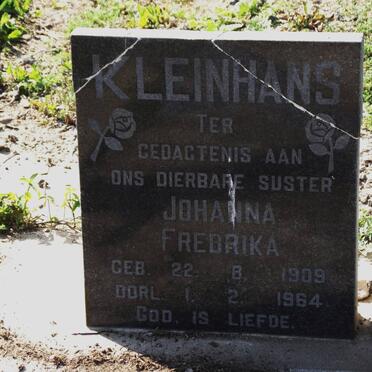 KLEINHANS
TER
GEDAGTENIS AAN
ONS DIERBARE SUSTER
JOHANNA
FREDRIKA
GEB. 22. 8. 1909
OORL. 1. 2. 1964
GOD IS LIEFDE.